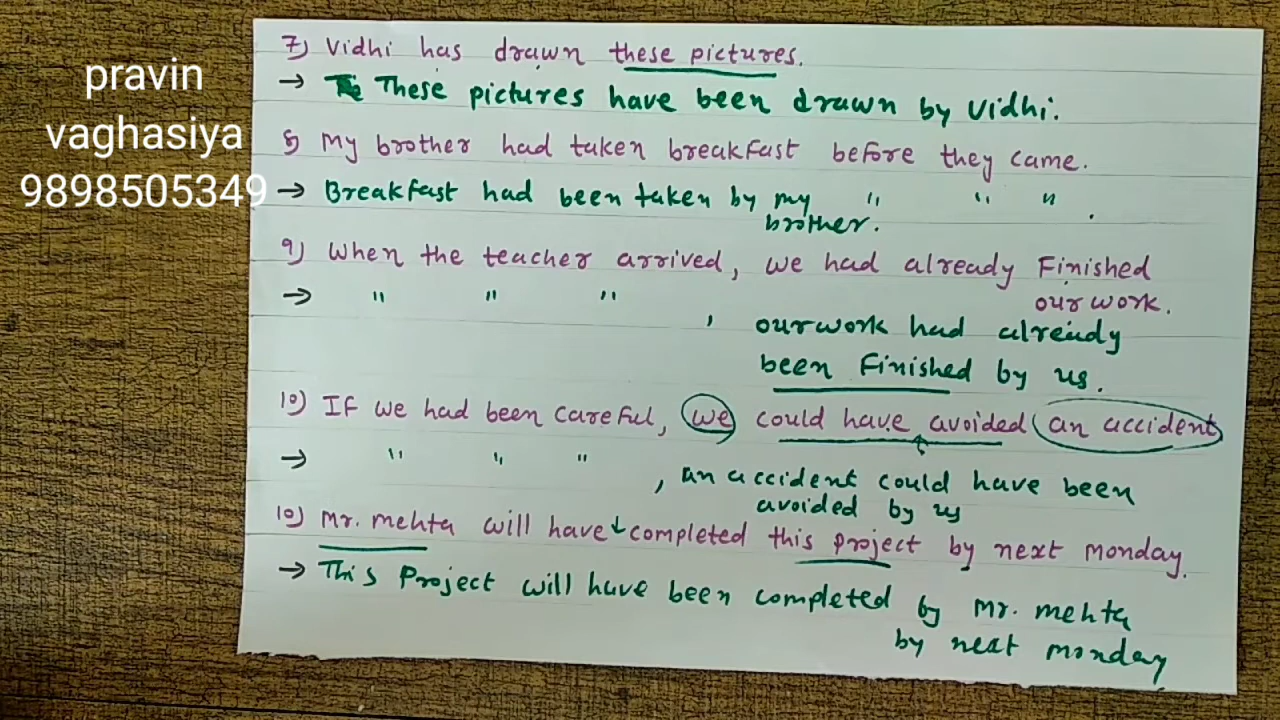 pravin
vaghasiya
9898505349
7) Vidhi has drawn these pictures.
→ These pictures have been drawn by Vidhi.
8) My brother had taken breakfast before they came.
→ Breakfast had been taken by my " " " .
brother.
9) When the teacher arrived, we had already Finished
our work.
→ " " "
, our work had already
been Finished by us.
10) If we had been careful, we could have avoided an accident
→ " " " , an accident could have been
avoided by us
10) Mr. mehta will have ↓ completed this project by next monday.
→ This Project will have been completed by Mr. mehta
by next monday